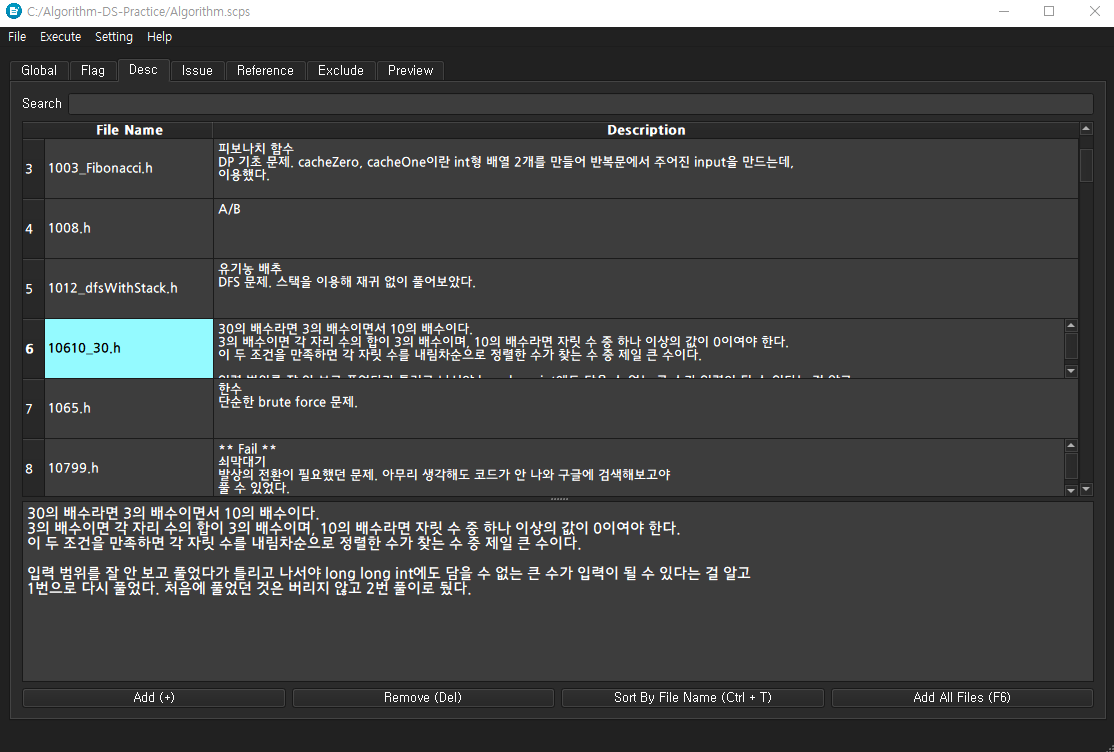 C:/Algorithm-DS-Practice/Algorithm.scps
File Execute Setting Help
Global Flag Desc Issue Reference Exclude Preview
Search
File Name Description
3 1003_Fibonacci.h
피보나치 함수
DP 기초 문제. cacheZero, cacheOne이란 int형 배열 2개를 만들어 반복문에서 주어진 input을 만드는데,
이용했다.
4 1008.h
A/B
5 1012_dfsWithStack.h
유기농 배추
DFS 문제. 스택을 이용해 재귀 없이 풀어보았다.
6 10610_30.h
30의 배수라면 3의 배수이면서 10의 배수이다.
3의 배수이면 각 자리 수의 합이 3의 배수이며, 10의 배수라면 자릿 수 중 하나 이상의 값이 0이여야 한다.
이 두 조건을 만족하면 각 자릿 수를 내림차순으로 정렬한 수가 찾는 수 중 제일 큰 수이다.
7 1065.h
한수
단순한 brute force 문제.
8 10799.h
** Fail **
쇠막대기
발상의 전환이 필요했던 문제. 아무리 생각해도 코드가 안 나와 구글에 검색해보고야
풀 수 있었다.
30의 배수라면 3의 배수이면서 10의 배수이다.
3의 배수이면 각 자리 수의 합이 3의 배수이며, 10의 배수라면 자릿 수 중 하나 이상의 값이 0이여야 한다.
이 두 조건을 만족하면 각 자릿 수를 내림차순으로 정렬한 수가 찾는 수 중 제일 큰 수이다.
입력 범위를 잘 안 보고 풀었다가 틀리고 나서야 long long int에도 담을 수 없는 큰 수가 입력이 될 수 있다는 걸 알고
1번으로 다시 풀었다. 처음에 풀었던 것은 버리지 않고 2번 풀이로 뒀다.
Add (+) Remove (Del) Sort By File Name (Ctrl + T) Add All Files (F6)